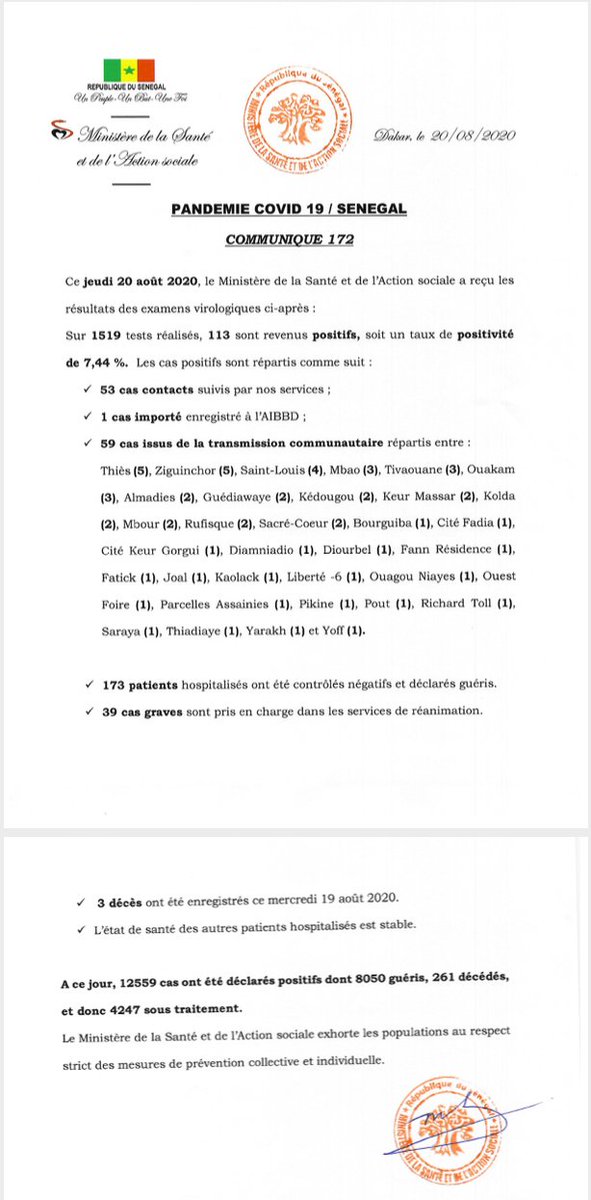 REPUBLIQUE DU SENEGAL
Un Peuple-Un But-Une Foi
Ministère de la Santé
et de l'Action sociale
★ République du Sénégal ★
MINISTÈRE DE LA SANTÉ ET DE L'ACTION SOCIALE
Dakar, le 20/08/2020
PANDEMIE COVID 19 / SENEGAL
COMMUNIQUE 172
Ce jeudi 20 août 2020, le Ministère de la Santé et de l'Action sociale a reçu les
résultats des examens virologiques ci-après :
Sur 1519 tests réalisés, 113 sont revenus positifs, soit un taux de positivité
de 7,44 %. Les cas positifs sont répartis comme suit :
✓ 53 cas contacts suivis par nos services ;
✓ 1 cas importé enregistré à l'AIBBD ;
✓ 59 cas issus de la transmission communautaire répartis entre :
Thiès (5), Ziguinchor (5), Saint-Louis (4), Mbao (3), Tivaouane (3), Ouakam
(3), Almadies (2), Guédiawaye (2), Kédougou (2), Keur Massar (2), Kolda
(2), Mbour (2), Rufisque (2), Sacré-Coeur (2), Bourguiba (1), Cité Fadia (1),
Cité Keur Gorgui (1), Diamniadio (1), Diourbel (1), Fann Résidence (1),
Fatick (1), Joal (1), Kaolack (1), Liberté -6 (1), Ouagou Niayes (1), Ouest
Foire (1), Parcelles Assainies (1), Pikine (1), Pout (1), Richard Toll (1),
Saraya (1), Thiadiaye (1), Yarakh (1) et Yoff (1).
✓ 173 patients hospitalisés ont été contrôlés négatifs et déclarés guéris.
✓ 39 cas graves sont pris en charge dans les services de réanimation.
✓ 3 décès ont été enregistrés ce mercredi 19 août 2020.
✓ L'état de santé des autres patients hospitalisés est stable.
A ce jour, 12559 cas ont été déclarés positifs dont 8050 guéris, 261 décédés,
et donc 4247 sous traitement.
Le Ministère de la Santé et de l'Action sociale exhorte les populations au respect
strict des mesures de prévention collective et individuelle.
★ République du Sénégal ★
MINISTÈRE DE LA SANTÉ ET DE L'ACTION SOCIALE